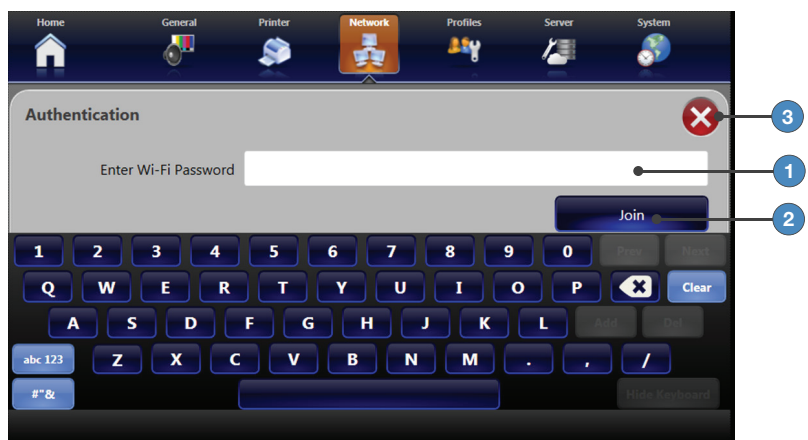 Home General Printer Network Profiles Server System
Authentication
3
Enter Wi-Fi Password
1
Join
2
1 2 3 4 5 6 7 8 9 0 Prev Next
Q W E R T Y U I O P Clear
A S D F G H J K L Add Del
abc 123 Z X C V B N M . , /
#"& Hide Keyboard